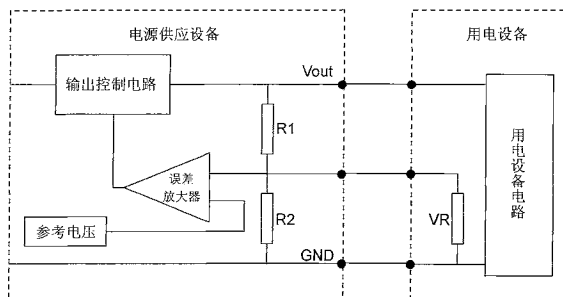 电源供应设备
用电设备
输出控制电路
Vout
R1
误差
放大器
R2
参考电压
GND
VR
用电设备电路